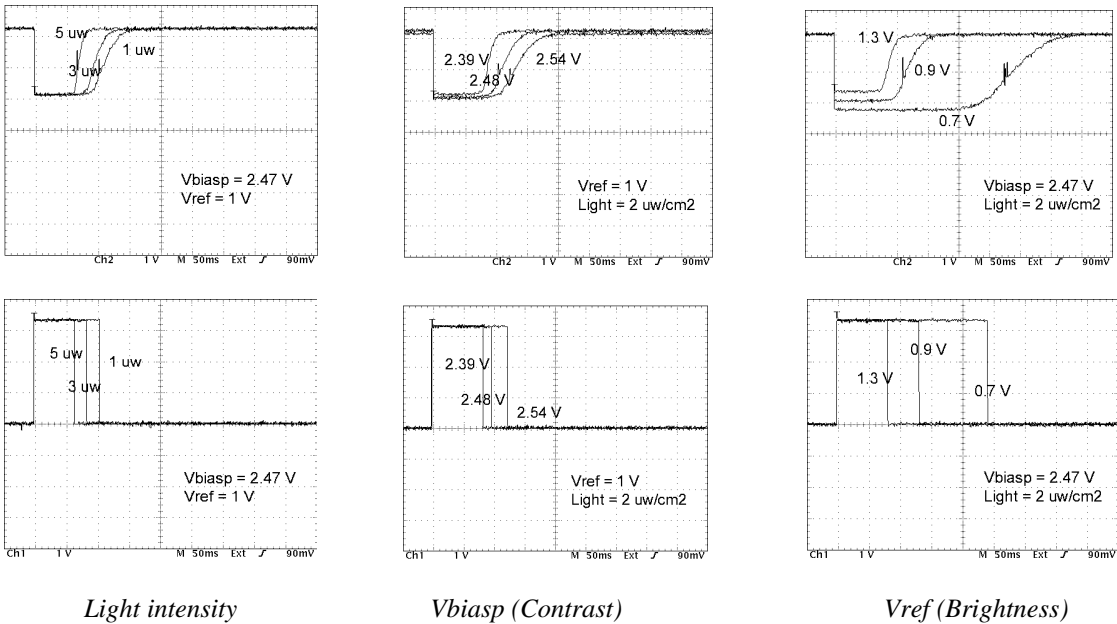 5 uw
1 uw
3 uw
Vbiasp = 2.47 V
Vref = 1 V
Ch2 1 V M 50ms Ext 90mV
2.39 V
2.54 V
2.48 V
Vref = 1 V
Light = 2 uw/cm2
Ch2 1 V M 50ms Ext 90mV
1.3 V
0.9 V
0.7 V
Vbiasp = 2.47 V
Light = 2 uw/cm2
Ch2 1 V M 50ms Ext 90mV
5 uw
1 uw
3 uw
Vbiasp = 2.47 V
Vref = 1 V
Ch1 1 V M 50ms Ext 90mV
2.39 V
2.48 V
2.54 V
Vref = 1 V
Light = 2 uw/cm2
Ch1 1 V M 50ms Ext 90mV
0.9 V
1.3 V
0.7 V
Vbiasp = 2.47 V
Light = 2 uw/cm2
Ch1 1 V M 50ms Ext 90mV
Light intensity
Vbiasp (Contrast)
Vref (Brightness)